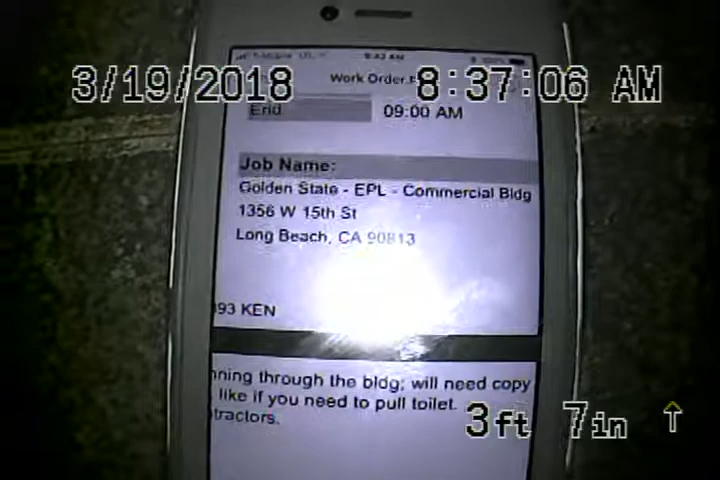 3/19/2018 8:37:06 AM
Work Order
End 09:00 AM
Job Name:
Golden State - EPL - Commercial Bldg
1356 W 15th St
Long Beach, CA 90813
93 KEN
ning through the bldg; will need copy
like if you need to pull toilet.
tractors.
3ft 7in ↑